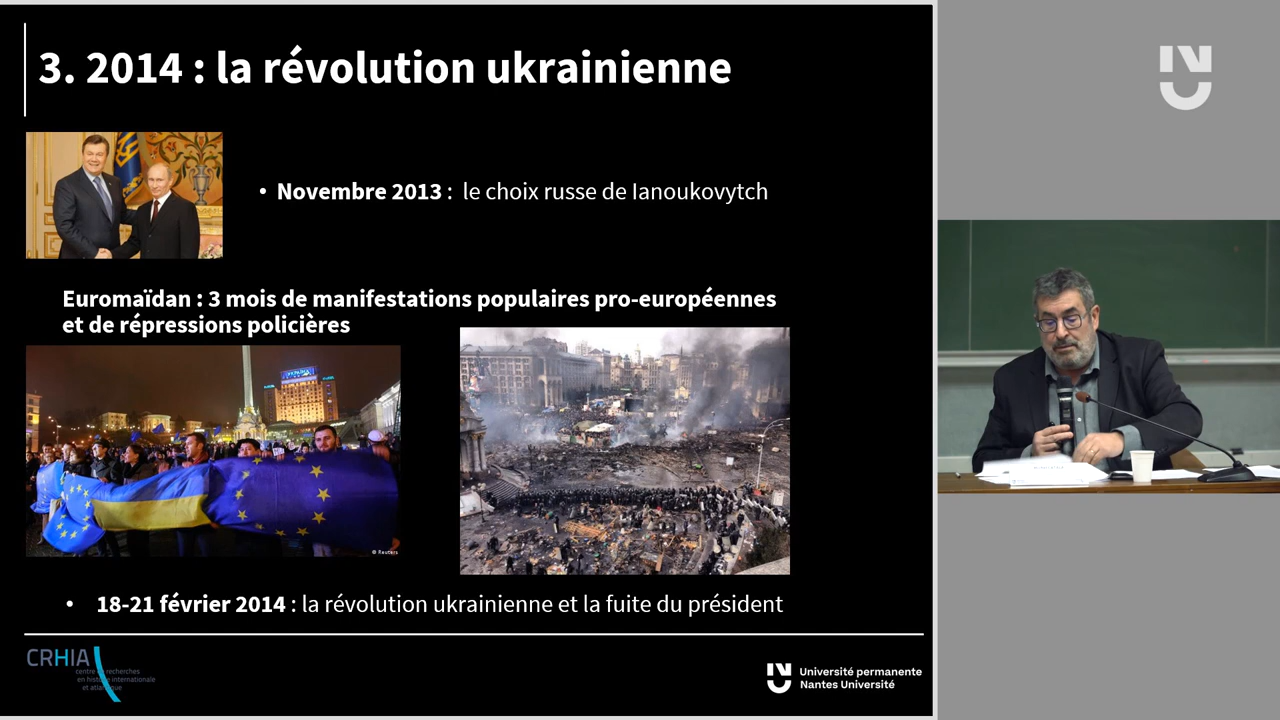 3. 2014 : la révolution ukrainienne
• Novembre 2013 : le choix russe de Ianoukovytch
Euromaïdan : 3 mois de manifestations populaires pro-européennes
et de répressions policières
© Reuters
• 18-21 février 2014 : la révolution ukrainienne et la fuite du président
CRHIA
centre de recherches
en histoire internationale
et atlantique
Université permanente
Nantes Université